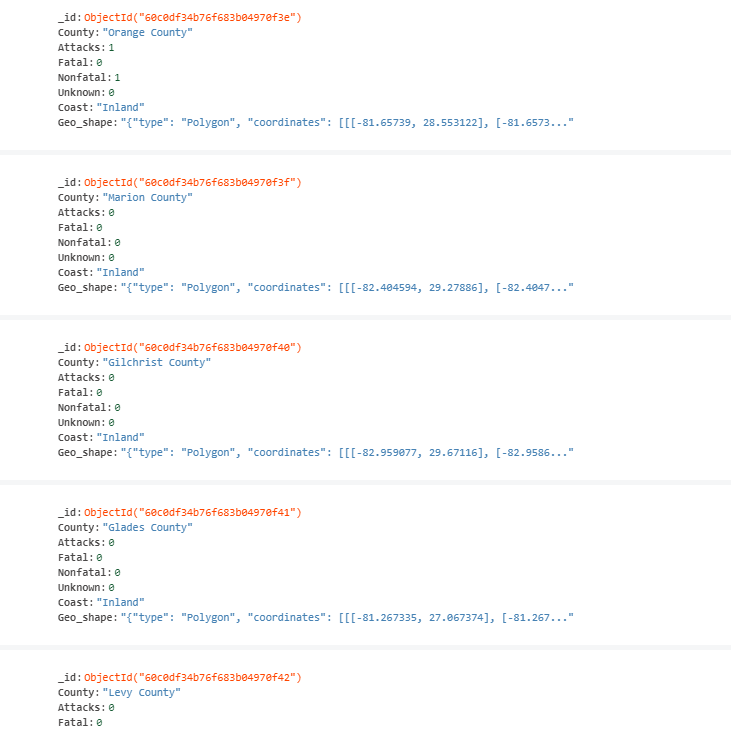 _id: ObjectId("60c0df34b76f683b04970f3e")
County: "Orange County"
Attacks: 1
Fatal: 0
Nonfatal: 1
Unknown: 0
Coast: "Inland"
Geo_shape: "{"type": "Polygon", "coordinates": [[[-81.65739, 28.553122], [-81.6573..."
_id: ObjectId("60c0df34b76f683b04970f3f")
County: "Marion County"
Attacks: 0
Fatal: 0
Nonfatal: 0
Unknown: 0
Coast: "Inland"
Geo_shape: "{"type": "Polygon", "coordinates": [[[-82.404594, 29.27886], [-82.4047..."
_id: ObjectId("60c0df34b76f683b04970f40")
County: "Gilchrist County"
Attacks: 0
Fatal: 0
Nonfatal: 0
Unknown: 0
Coast: "Inland"
Geo_shape: "{"type": "Polygon", "coordinates": [[[-82.959077, 29.67116], [-82.9586..."
_id: ObjectId("60c0df34b76f683b04970f41")
County: "Glades County"
Attacks: 0
Fatal: 0
Nonfatal: 0
Unknown: 0
Coast: "Inland"
Geo_shape: "{"type": "Polygon", "coordinates": [[[-81.267335, 27.067374], [-81.267..."
_id: ObjectId("60c0df34b76f683b04970f42")
County: "Levy County"
Attacks: 0
Fatal: 0